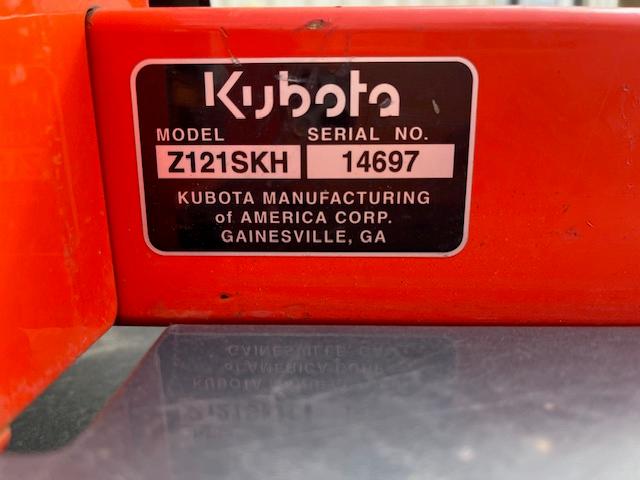 Kubota
MODEL SERIAL NO.
Z121SKH 14697
KUBOTA MANUFACTURING
of AMERICA CORP.
GAINESVILLE, GA